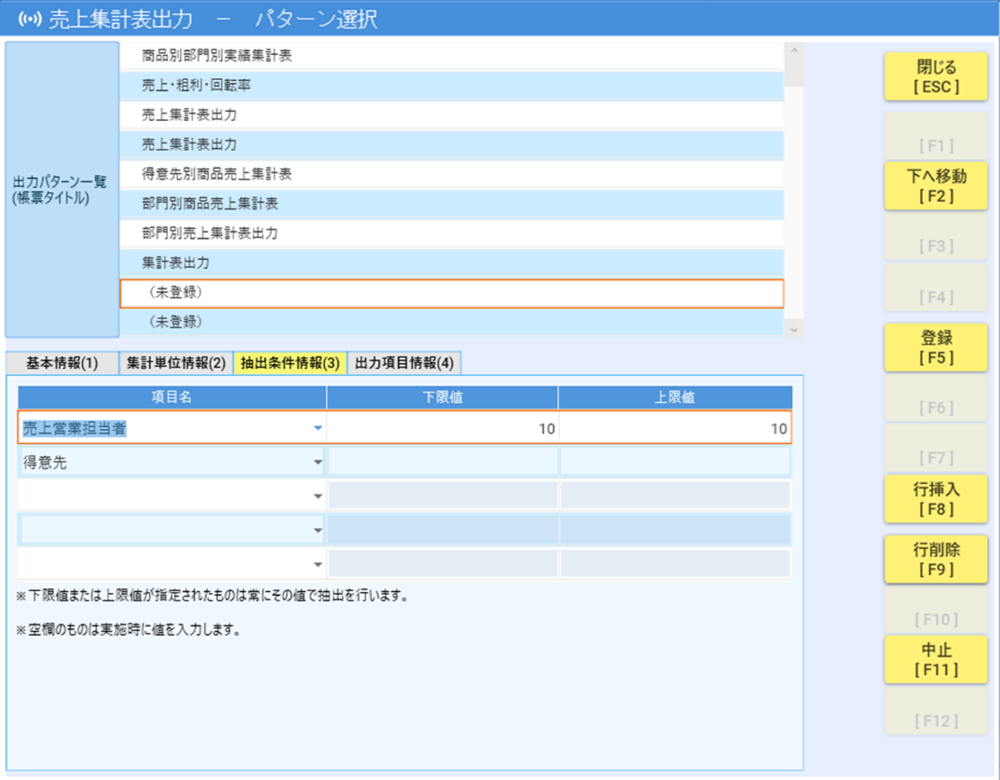 売上集計表出力 － パターン選択
出力パターン一覧
(帳票タイトル)
商品別部門別実績集計表
売上・粗利・回転率
売上集計表出力
売上集計表出力
得意先別商品売上集計表
部門別商品売上集計表
部門別売上集計表出力
集計表出力
（未登録）
（未登録）
基本情報(1) 集計単位情報(2) 抽出条件情報(3) 出力項目情報(4)
項目名 下限値 上限値
売上営業担当者 10 10
得意先
※下限値または上限値が指定されたものは常にその値で抽出を行います。
※空欄のものは実施時に値を入力します。
閉じる
[ ESC ]
[ F1 ]
下へ移動
[ F2 ]
[ F3 ]
[ F4 ]
登録
[ F5 ]
[ F6 ]
[ F7 ]
行挿入
[ F8 ]
行削除
[ F9 ]
[ F10 ]
中止
[ F11 ]
[ F12 ]